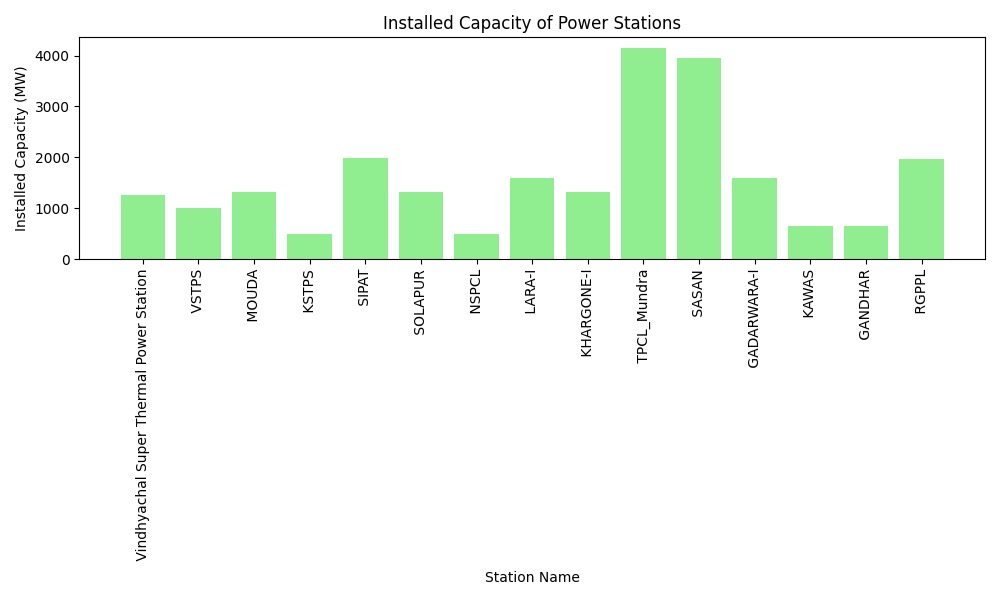 Installed Capacity of Power Stations
Installed Capacity (MW)
4000
3000
2000
1000
0
Vindhyachal Super Thermal Power Station
VSTPS
MOUDA
KSTPS
SIPAT
SOLAPUR
NSPCL
LARA-I
KHARGONE-I
TPCL_Mundra
SASAN
GADARWARA-I
KAWAS
GANDHAR
RGPPL
Station Name